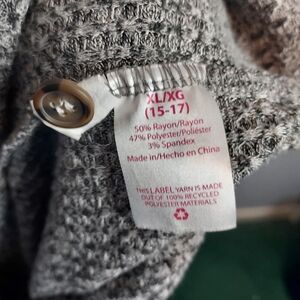 XL/XG
(15-17)
50% Rayon/Rayon
47% Polyester/Poliéster
3% Spandex
Made in/Hecho en China
THIS LABEL YARN IS MADE
OUT OF 100% RECYCLED
POLYESTER MATERIALS